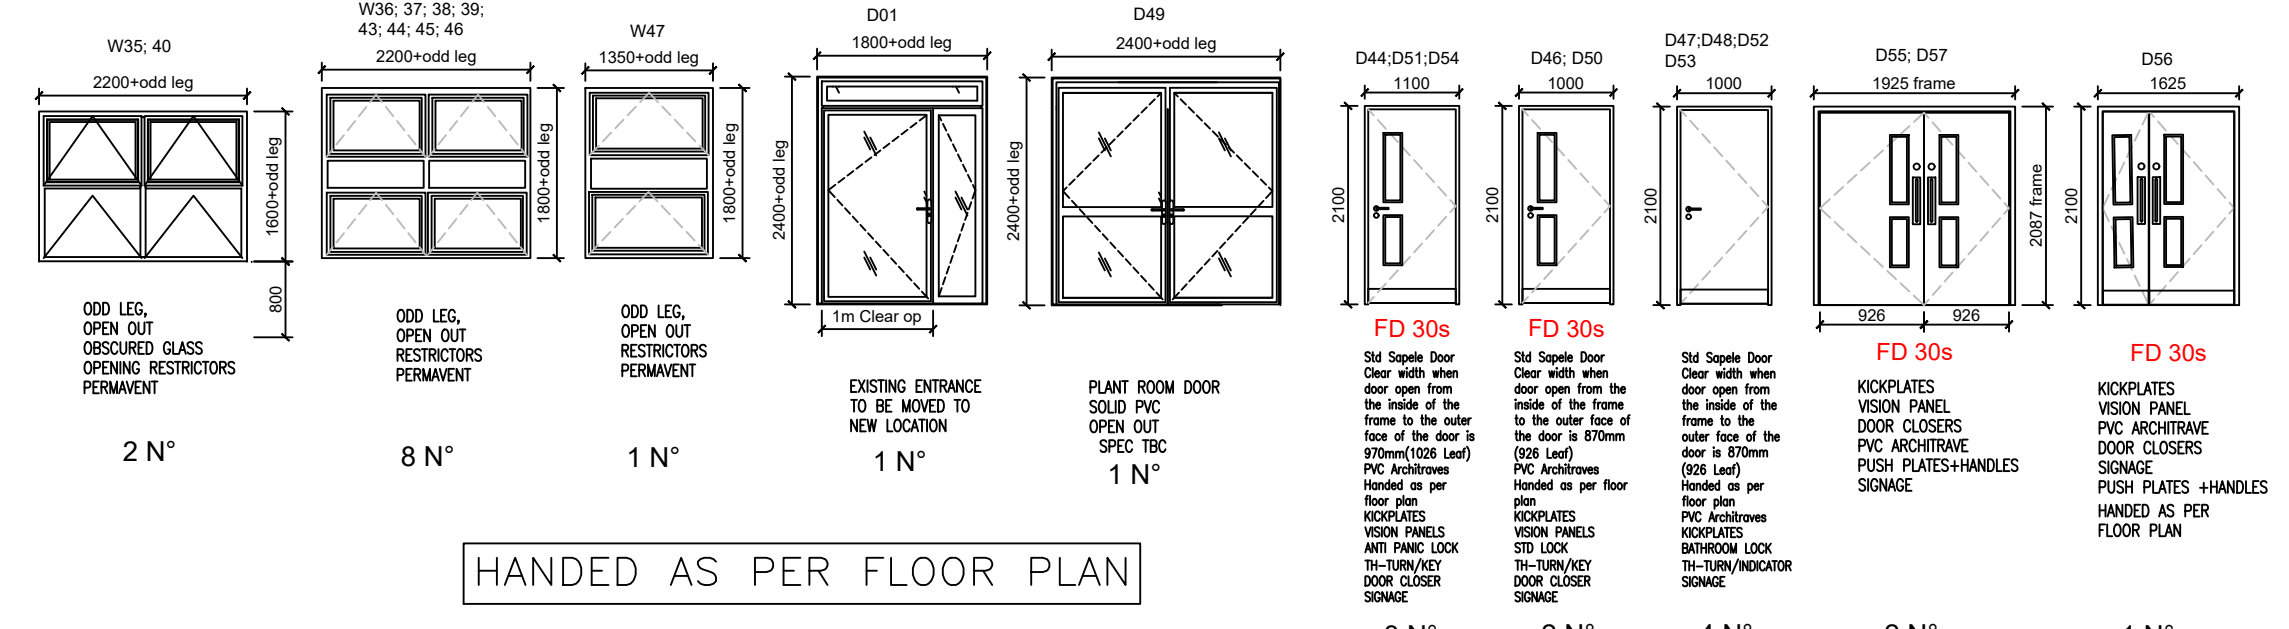 W35; 40
2200+odd leg
1600+odd leg
800
ODD LEG,
OPEN OUT
OBSCURED GLASS
OPENING RESTRICTORS
PERMAVENT
2 N°
W36; 37; 38; 39;
43; 44; 45; 46
2200+odd leg
1800+odd leg
ODD LEG,
OPEN OUT
RESTRICTORS
PERMAVENT
8 N°
W47
1350+odd leg
1800+odd leg
ODD LEG,
OPEN OUT
RESTRICTORS
PERMAVENT
1 N°
D01
1800+odd leg
2400+odd leg
1m Clear op
EXISTING ENTRANCE
TO BE MOVED TO
NEW LOCATION
1 N°
D49
2400+odd leg
2400+odd leg
PLANT ROOM DOOR
SOLID PVC
OPEN OUT
SPEC TBC
1 N°
HANDED AS PER FLOOR PLAN
D44;D51;D54
1100
2100
FD 30s
Std Sapele Door
Clear width when
door open from
the inside of the
frame to the outer
face of the door is
970mm(1026 Leaf)
PVC Architraves
Handed as per
floor plan
KICKPLATES
VISION PANELS
ANTI PANIC LOCK
TH-TURN/KEY
DOOR CLOSER
SIGNAGE
D46; D50
1000
2100
FD 30s
Std Sapele Door
Clear width when
door open from the
inside of the frame
to the outer face of
the door is 870mm
(926 Leaf)
PVC Architraves
Handed as per floor
plan
KICKPLATES
VISION PANELS
STD LOCK
TH-TURN/KEY
DOOR CLOSER
SIGNAGE
D47;D48;D52
D53
1000
2100
Std Sapele Door
Clear width when
door open from
the inside of the
frame to the
outer face of the
door is 870mm
(926 Leaf)
Handed as per
floor plan
PVC Architraves
KICKPLATES
BATHROOM LOCK
TH-TURN/INDICATOR
SIGNAGE
D55; D57
1925 frame
2087 frame
926
926
FD 30s
KICKPLATES
VISION PANEL
DOOR CLOSERS
PVC ARCHITRAVE
PUSH PLATES+HANDLES
SIGNAGE
D56
1625
2100
FD 30s
KICKPLATES
VISION PANEL
PVC ARCHITRAVE
DOOR CLOSERS
SIGNAGE
PUSH PLATES +HANDLES
HANDED AS PER
FLOOR PLAN